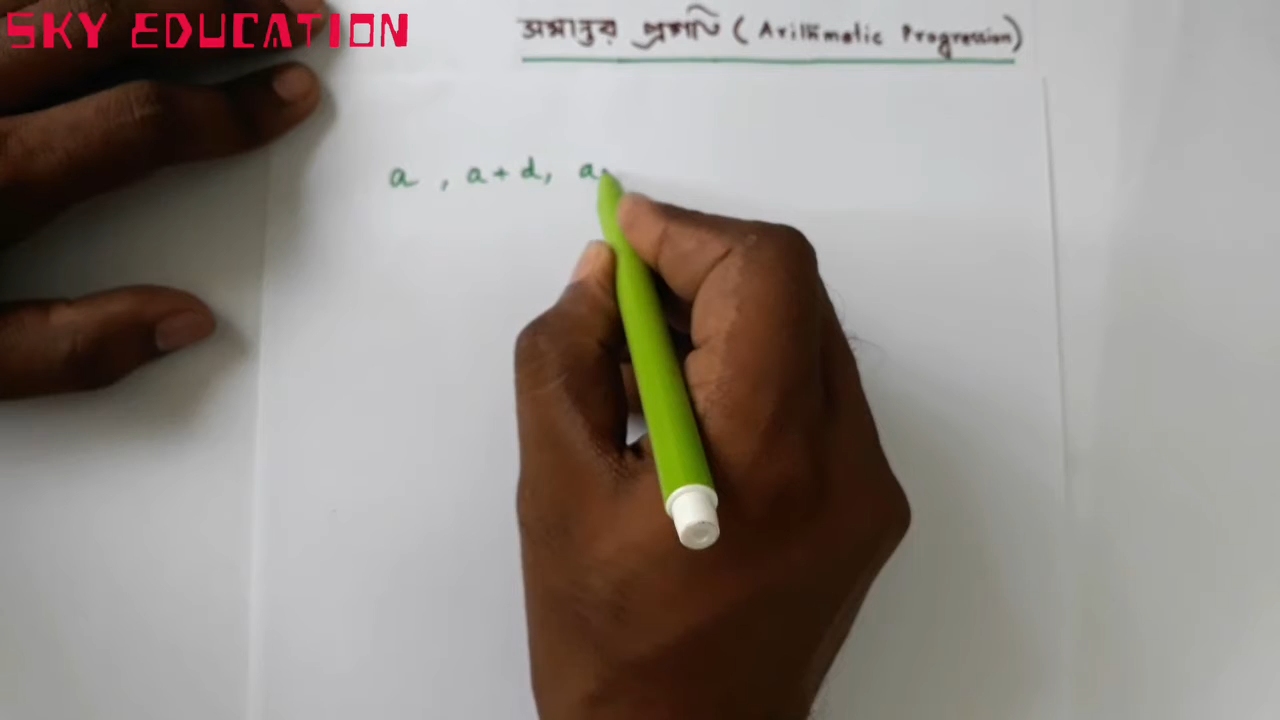 SKY EDUCATION
সমান্তর প্রগতি (Arithmetic Progression)
a , a + d, a